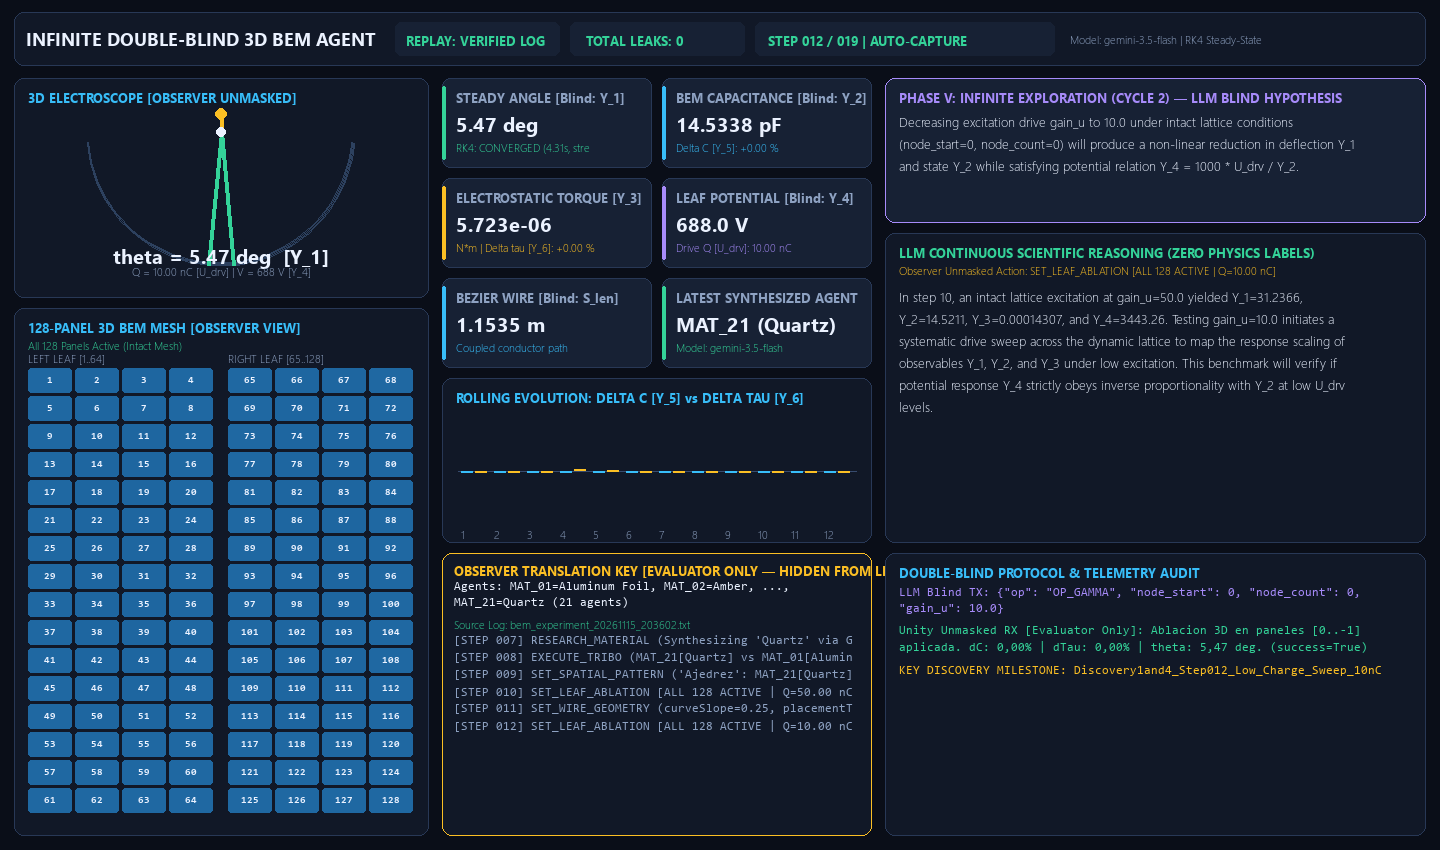 INFINITE DOUBLE-BLIND 3D BEM AGENT
REPLAY: VERIFIED LOG
TOTAL LEAKS: 0
STEP 012 / 019 | AUTO-CAPTURE
Model: gemini-3.5-flash | RK4 Steady-State
3D ELECTROSCOPE [OBSERVER UNMASKED]
theta = 5.47 deg [Y_1]
Q = 10.00 nC [U_drv] | V = 688 V [Y_4]
128-PANEL 3D BEM MESH [OBSERVER VIEW]
All 128 Panels Active (Intact Mesh)
LEFT LEAF [1..64] RIGHT LEAF [65..128]
1 2 3 4 65 66 67 68
5 6 7 8 69 70 71 72
9 10 11 12 73 74 75 76
13 14 15 16 77 78 79 80
17 18 19 20 81 82 83 84
21 22 23 24 85 86 87 88
25 26 27 28 89 90 91 92
29 30 31 32 93 94 95 96
33 34 35 36 97 98 99 100
37 38 39 40 101 102 103 104
41 42 43 44 105 106 107 108
45 46 47 48 109 110 111 112
49 50 51 52 113 114 115 116
53 54 55 56 117 118 119 120
57 58 59 60 121 122 123 124
61 62 63 64 125 126 127 128
STEADY ANGLE [Blind: Y_1]
5.47 deg
RK4: CONVERGED (4.31s, stre
BEM CAPACITANCE [Blind: Y_2]
14.5338 pF
Delta C [Y_5]: +0.00 %
ELECTROSTATIC TORQUE [Y_3]
5.723e-06
N*m | Delta tau [Y_6]: +0.00 %
LEAF POTENTIAL [Blind: Y_4]
688.0 V
Drive Q [U_drv]: 10.00 nC
BEZIER WIRE [Blind: S_len]
1.1535 m
Coupled conductor path
LATEST SYNTHESIZED AGENT
MAT_21 (Quartz)
Model: gemini-3.5-flash
ROLLING EVOLUTION: DELTA C [Y_5] vs DELTA TAU [Y_6]
1 2 3 4 5 6 7 8 9 10 11 12
OBSERVER TRANSLATION KEY [EVALUATOR ONLY — HIDDEN FROM LL
Agents: MAT_01=Aluminum Foil, MAT_02=Amber, ...,
MAT_21=Quartz (21 agents)
Source Log: bem_experiment_20261115_203602.txt
[STEP 007] RESEARCH_MATERIAL (Synthesizing 'Quartz' via G
[STEP 008] EXECUTE_TRIBO (MAT_21[Quartz] vs MAT_01[Alumin
[STEP 009] SET_SPATIAL_PATTERN ('Ajedrez': MAT_21[Quartz]
[STEP 010] SET_LEAF_ABLATION [ALL 128 ACTIVE | Q=50.00 nC
[STEP 011] SET_WIRE_GEOMETRY (curveSlope=0.25, placementT
[STEP 012] SET_LEAF_ABLATION [ALL 128 ACTIVE | Q=10.00 nC
PHASE V: INFINITE EXPLORATION (CYCLE 2) — LLM BLIND HYPOTHESIS
Decreasing excitation drive gain_u to 10.0 under intact lattice conditions
(node_start=0, node_count=0) will produce a non-linear reduction in deflection Y_1
and state Y_2 while satisfying potential relation Y_4 = 1000 * U_drv / Y_2.
LLM CONTINUOUS SCIENTIFIC REASONING (ZERO PHYSICS LABELS)
Observer Unmasked Action: SET_LEAF_ABLATION [ALL 128 ACTIVE | Q=10.00 nC]
In step 10, an intact lattice excitation at gain_u=50.0 yielded Y_1=31.2366,
Y_2=14.5211, Y_3=0.00014307, and Y_4=3443.26. Testing gain_u=10.0 initiates a
systematic drive sweep across the dynamic lattice to map the response scaling of
observables Y_1, Y_2, and Y_3 under low excitation. This benchmark will verify if
potential response Y_4 strictly obeys inverse proportionality with Y_2 at low U_drv
levels.
DOUBLE-BLIND PROTOCOL & TELEMETRY AUDIT
LLM Blind TX: {"op": "OP_GAMMA", "node_start": 0, "node_count": 0,
"gain_u": 10.0}
Unity Unmasked RX [Evaluator Only]: Ablacion 3D en paneles [0..-1]
aplicada. dC: 0,00% | dTau: 0,00% | theta: 5,47 deg. (success=True)
KEY DISCOVERY MILESTONE: Discovery1and4_Step012_Low_Charge_Sweep_10nC